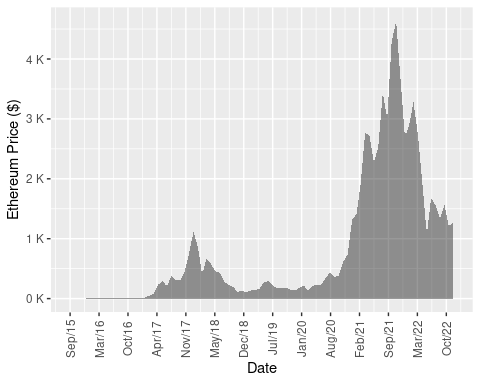 Ethereum Price ($)
4 K
3 K
2 K
1 K
0 K
Sep/15
Mar/16
Oct/16
Apr/17
Nov/17
May/18
Dec/18
Jul/19
Jan/20
Aug/20
Feb/21
Sep/21
Mar/22
Oct/22
Date